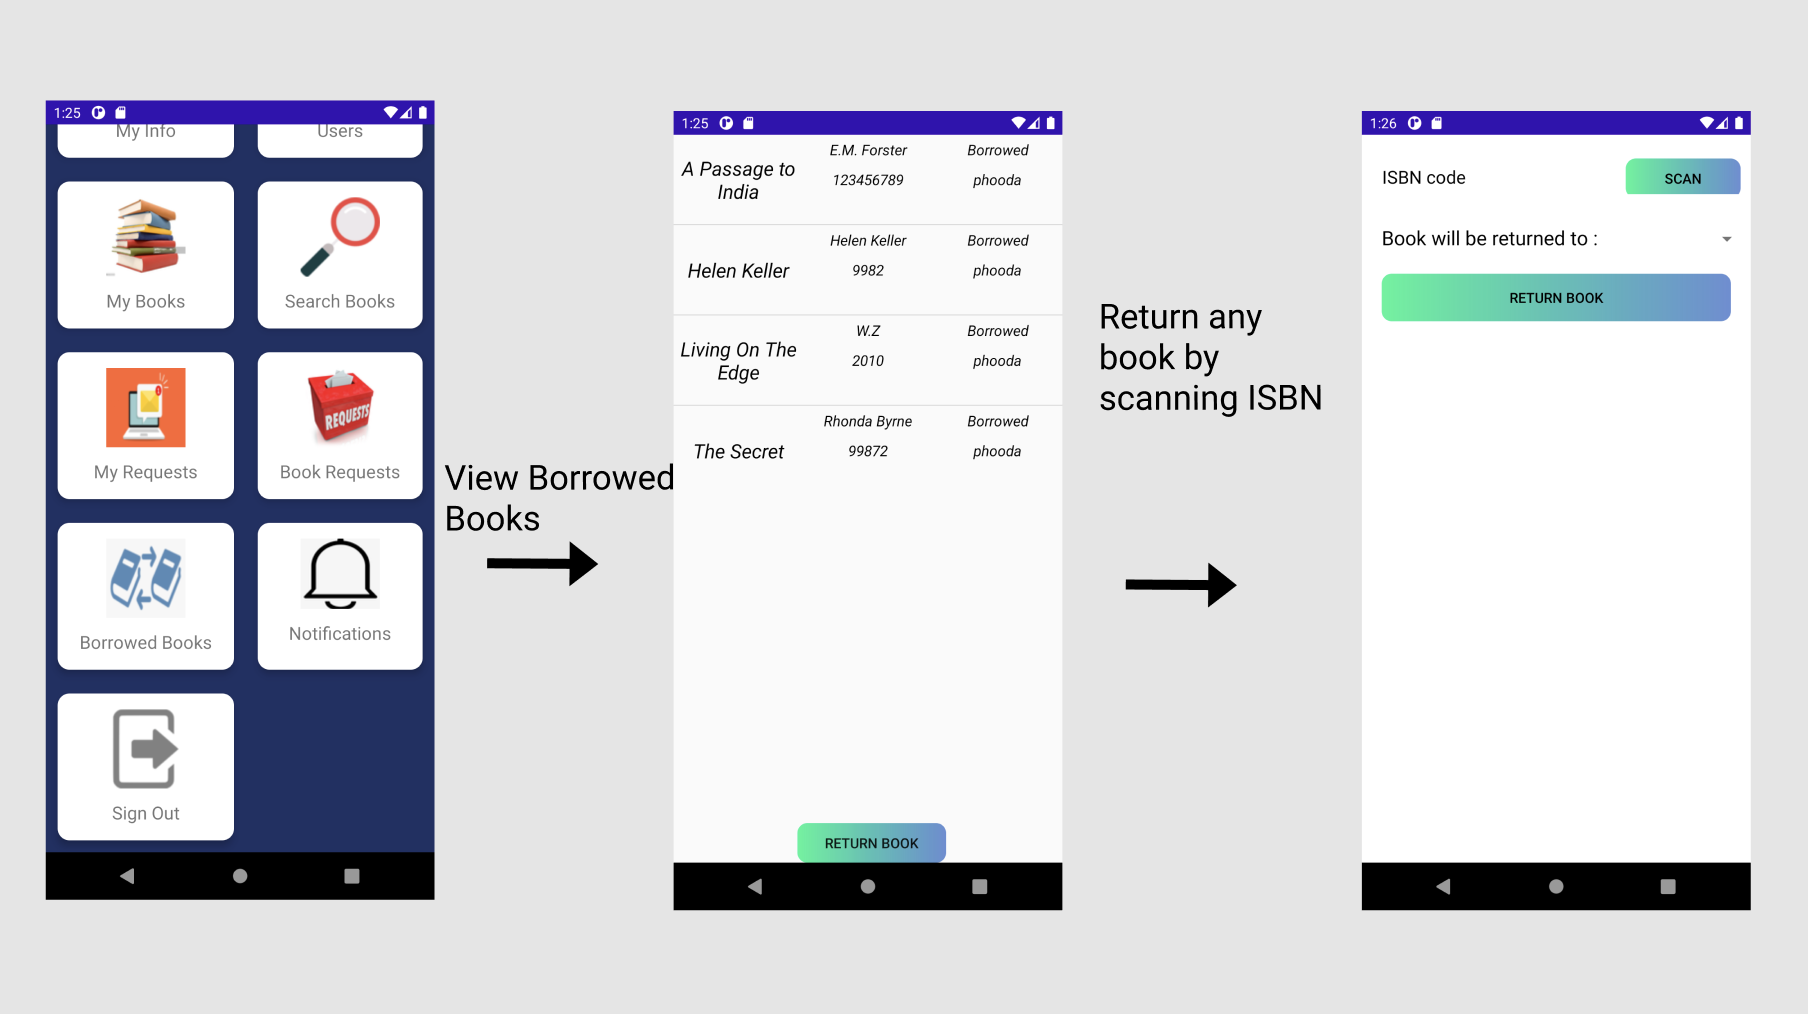 1:25
My Info
Users
My Books
Search Books
REQUESTS
My Requests
Book Requests
Borrowed Books
Notifications
Sign Out
View Borrowed
Books
1:25
A Passage to
India
E.M. Forster
123456789
Borrowed
phooda
Helen Keller
Helen Keller
9982
Borrowed
phooda
Living On The
Edge
W.Z
2010
Borrowed
phooda
The Secret
Rhonda Byrne
99872
Borrowed
phooda
RETURN BOOK
Return any
book by
scanning ISBN
1:26
ISBN code
SCAN
Book will be returned to :
RETURN BOOK